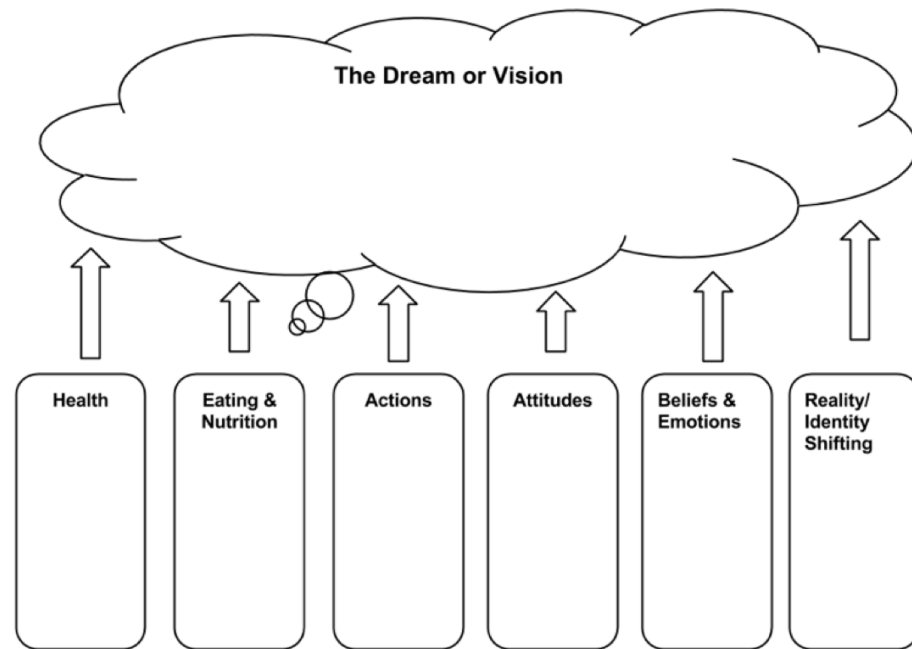 The Dream or Vision
Health
Eating &
Nutrition
Actions
Attitudes
Beliefs &
Emotions
Reality/
Identity
Shifting